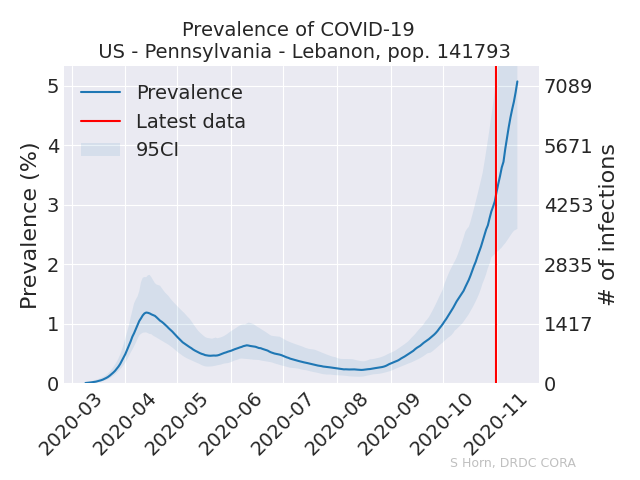 Prevalence of COVID-19
US - Pennsylvania - Lebanon, pop. 141793
Prevalence
Latest data
95CI
Prevalence (%)
5
4
3
2
1
0
7089
5671
4253
2835
1417
0
# of infections
2020-03
2020-04
2020-05
2020-06
2020-07
2020-08
2020-09
2020-10
2020-11
S Horn, DRDC CORA